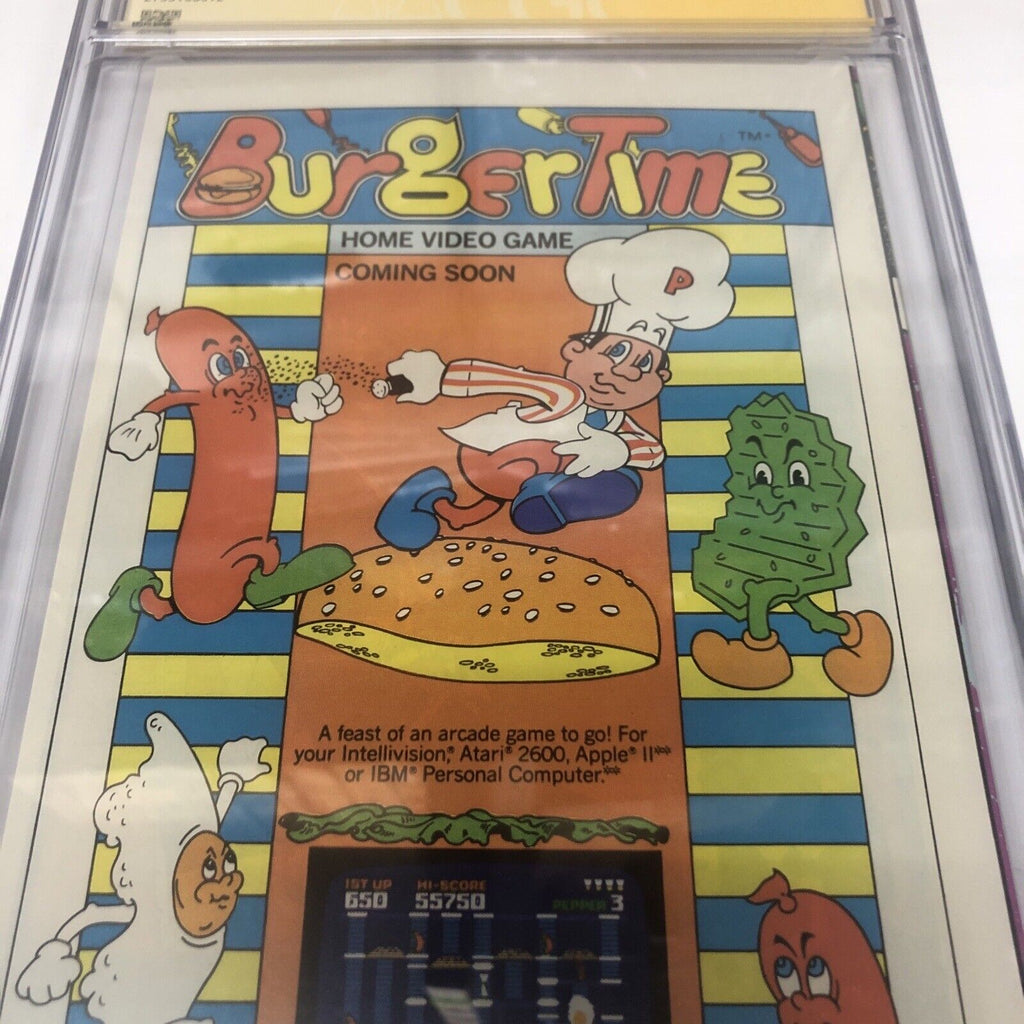 BurgerTime TM*
HOME VIDEO GAME
COMING SOON
P
A feast of an arcade game to go! For
your Intellivision,® Atari® 2600, Apple® II**
or IBM® Personal Computer.**
1ST UP HI-SCORE
650 55750 PEPPER 3